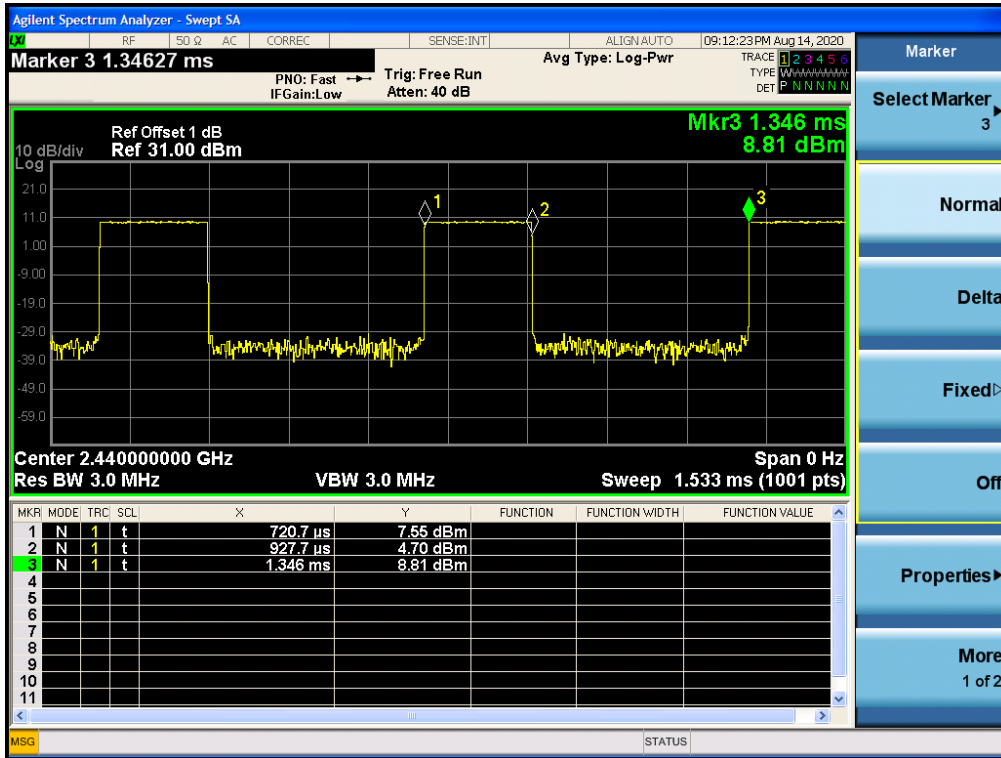 Agilent Spectrum Analyzer - Swept SA
LXI RF 50 Ω AC CORREC SENSE:INT ALIGN AUTO 09:12:23 PM Aug 14, 2020
Marker 3 1.34627 ms
PNO: Fast
IFGain:Low
Trig: Free Run
Atten: 40 dB
Avg Type: Log-Pwr
TRACE 1 2 3 4 5 6
TYPE W
DET P N N N N N
Mkr3 1.346 ms
8.81 dBm
Ref Offset 1 dB
10 dB/div Ref 31.00 dBm
Log
21.0
11.0
1.00
-9.00
-19.0
-29.0
-39.0
-49.0
-59.0
1
2
3
Center 2.440000000 GHz Span 0 Hz
Res BW 3.0 MHz VBW 3.0 MHz Sweep 1.533 ms (1001 pts)
MKR MODE TRC SCL X Y FUNCTION FUNCTION WIDTH FUNCTION VALUE
1 N 1 t 720.7 µs 7.55 dBm
2 N 1 t 927.7 µs 4.70 dBm
3 N 1 t 1.346 ms 8.81 dBm
4
5
6
7
8
9
10
11
MSG STATUS
Marker
Select Marker
3
Normal
Delta
Fixed
Off
Properties
More
1 of 2